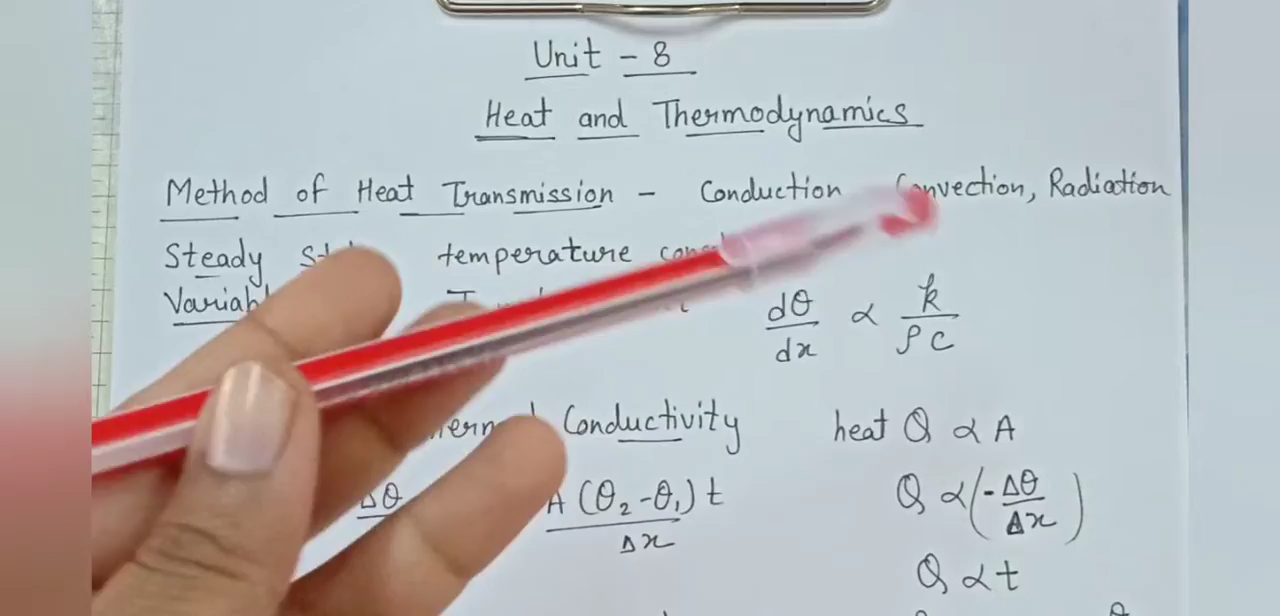 Unit - 8
Heat and Thermodynamics
Method of Heat Transmission - Conduction Convection, Radiation
Steady temperature
dθ/dx ∝ k/ρc
Conductivity heat Q ∝ A
Δθ A (θ₂-θ₁) t / Δx Q ∝ (-Δθ/Δx)
Q ∝ t